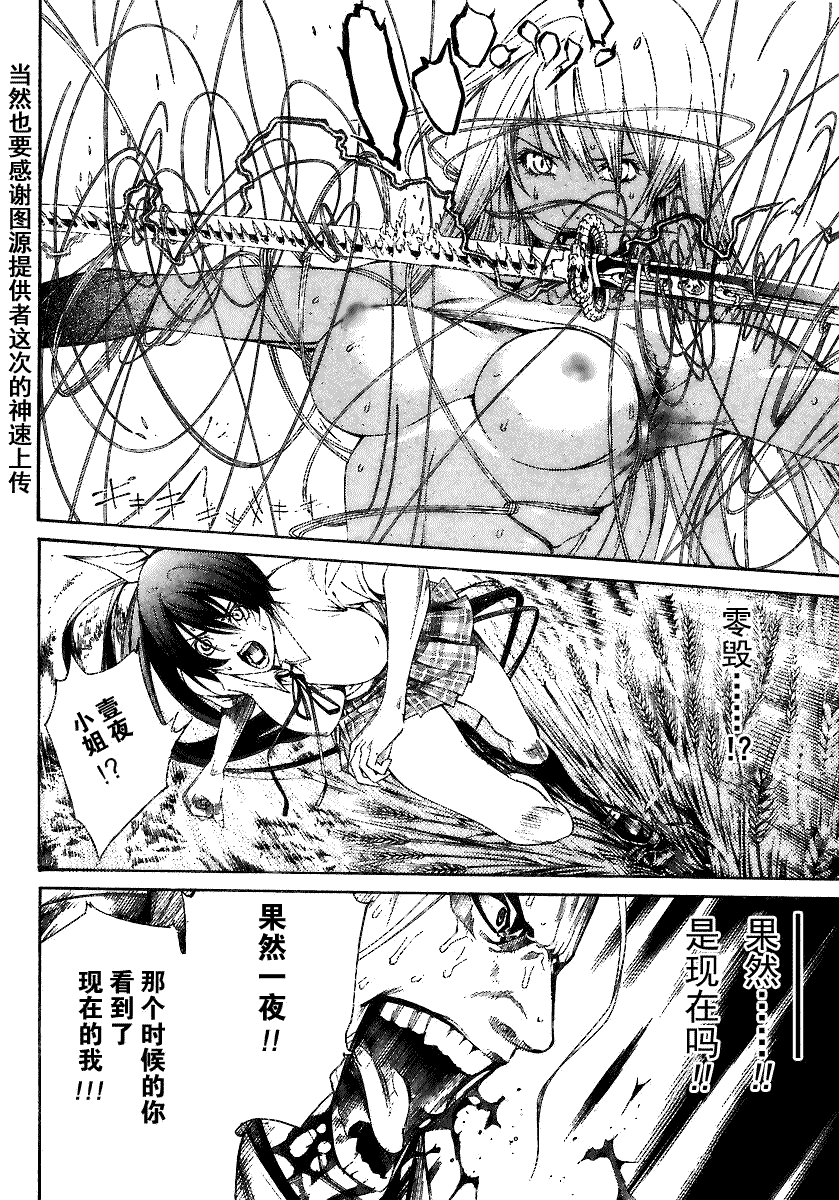 当然也要感谢图源提供者这次的神速上传
零毁……!?
壹夜
小姐
!?
果然……!!
是现在吗!!
果然一夜!!
那个时候的你
看到了
现在的我!!!